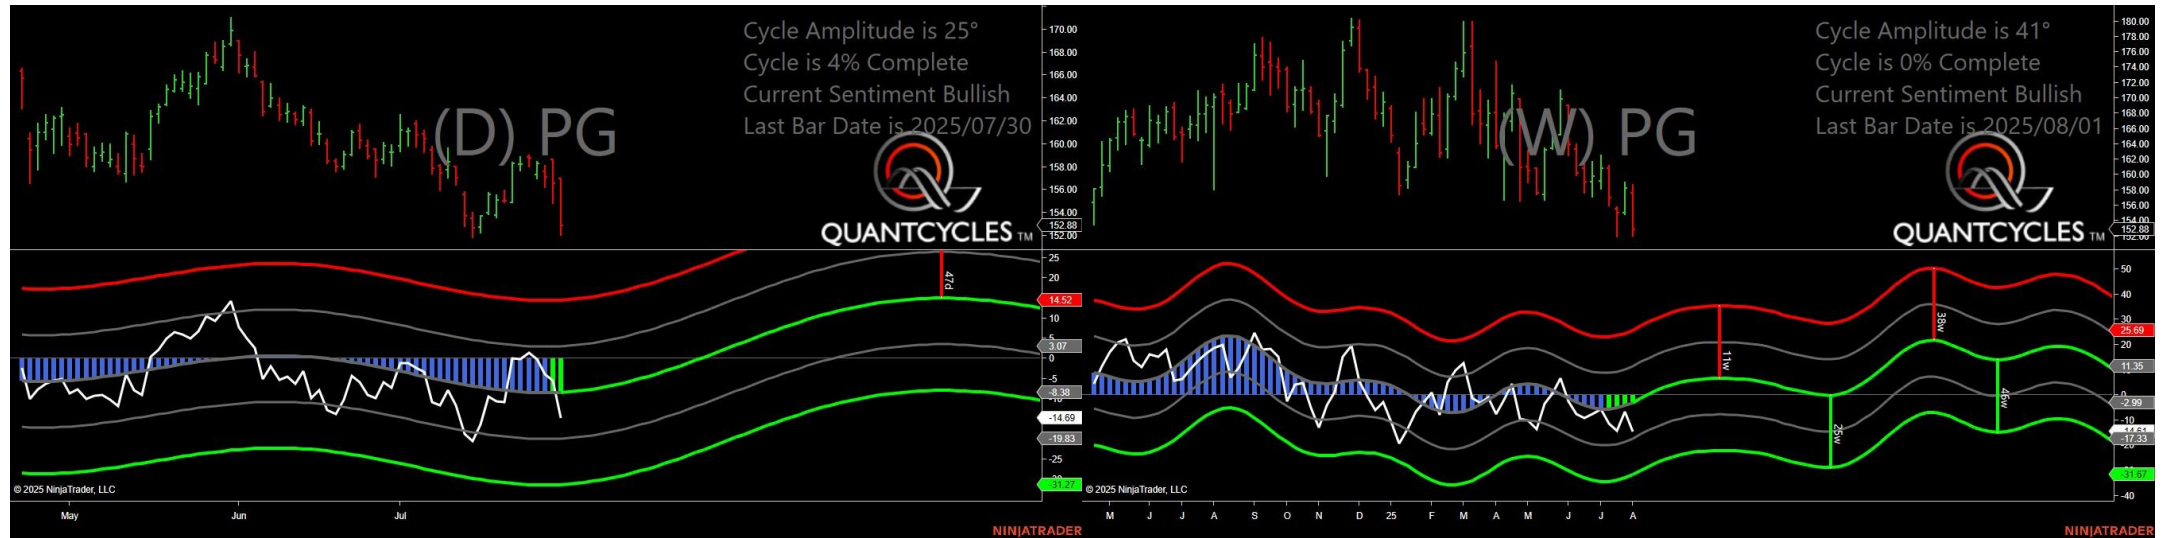 Cycle Amplitude is 25°
Cycle is 4% Complete
Current Sentiment Bullish
Last Bar Date is 2025/07/30
(D) PG
QUANTCYCLES TM
170.00
168.00
166.00
164.00
162.00
160.00
158.00
156.00
154.00
152.88
152.00
25
20
14.52
10
5
3.07
0
-5
-8.38
-10
-14.69
-19.83
-25
-31.27
47d
© 2025 NinjaTrader, LLC
May Jun Jul
NINJATRADER
Cycle Amplitude is 41°
Cycle is 0% Complete
Current Sentiment Bullish
Last Bar Date is 2025/08/01
(W) PG
QUANTCYCLES TM
180.00
178.00
176.00
174.00
172.00
170.00
168.00
166.00
164.00
162.00
160.00
158.00
156.00
154.00
152.88
50
40
30
25.69
20
11.35
0
-2.99
-10
-14.61
-17.33
-31.67
-40
11w
25w
38w
46w
© 2025 NinjaTrader, LLC
M J J A S O N D 25 F M A M J J A
NINJATRADER